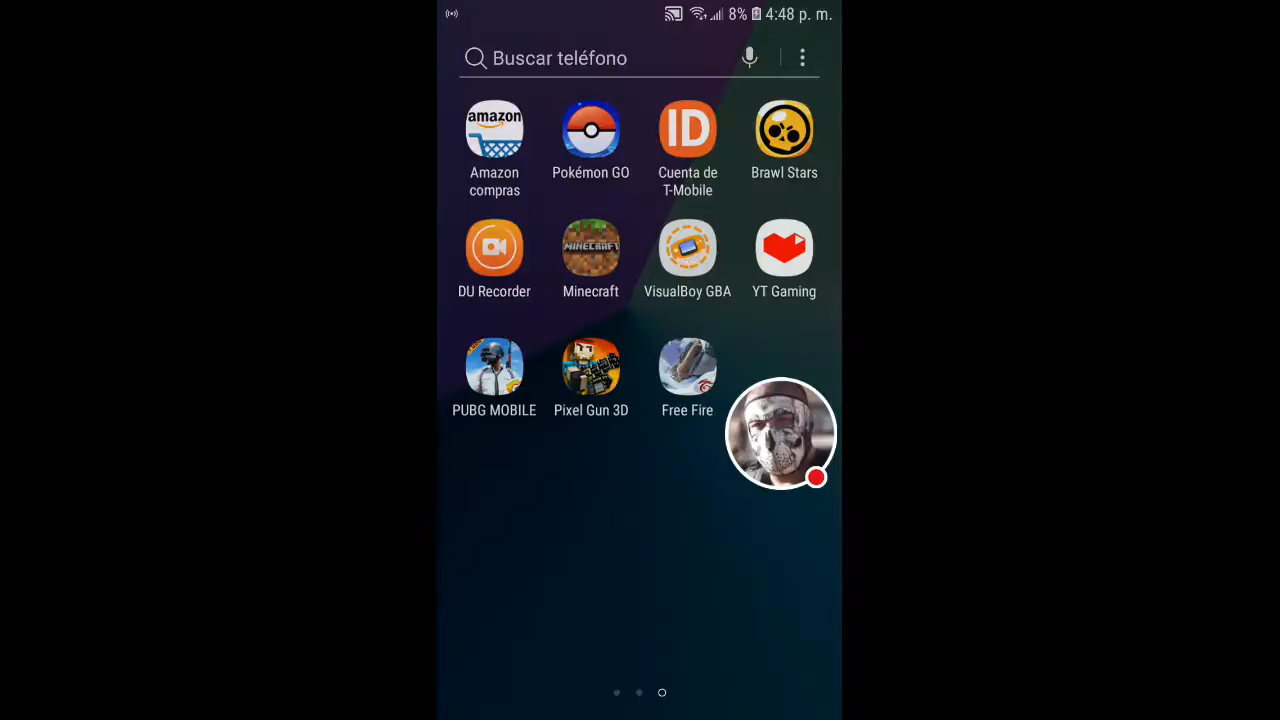 8% 4:48 p. m.
Buscar teléfono
amazon
ID
Amazon compras
Pokémon GO
Cuenta de T-Mobile
Brawl Stars
MINECRAFT
DU Recorder
Minecraft
VisualBoy GBA
YT Gaming
PUBG MOBILE
Pixel Gun 3D
Free Fire